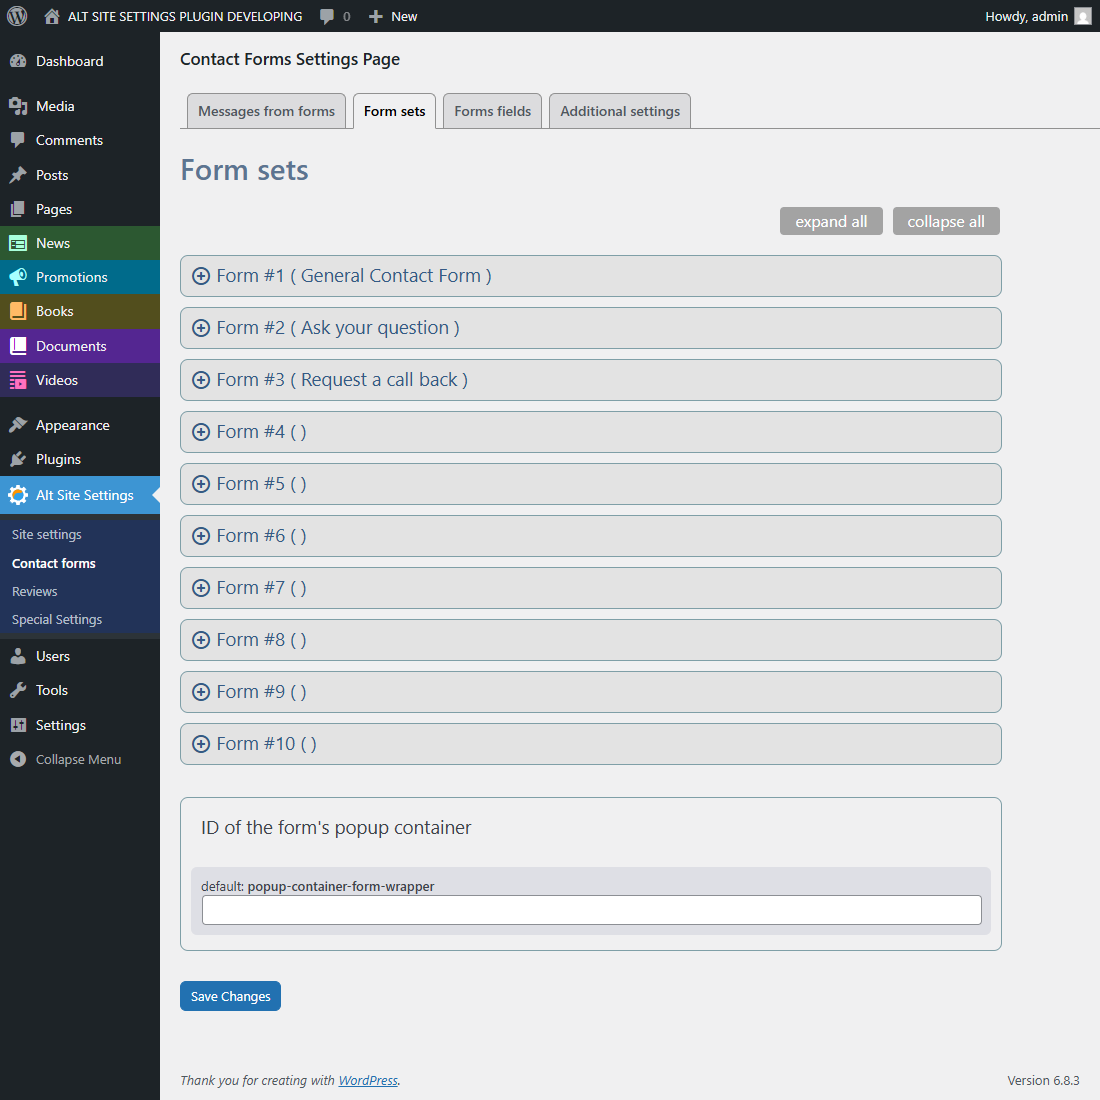 ALT SITE SETTINGS PLUGIN DEVELOPING 0 New Howdy, admin
Dashboard
Media
Comments
Posts
Pages
News
Promotions
Books
Documents
Videos
Appearance
Plugins
Alt Site Settings
Site settings
Contact forms
Reviews
Special Settings
Users
Tools
Settings
Collapse Menu
Contact Forms Settings Page
Messages from forms Form sets Forms fields Additional settings
Form sets
expand all collapse all
Form #1 ( General Contact Form )
Form #2 ( Ask your question )
Form #3 ( Request a call back )
Form #4 ( )
Form #5 ( )
Form #6 ( )
Form #7 ( )
Form #8 ( )
Form #9 ( )
Form #10 ( )
ID of the form's popup container
default: popup-container-form-wrapper
Save Changes
Thank you for creating with WordPress. Version 6.8.3